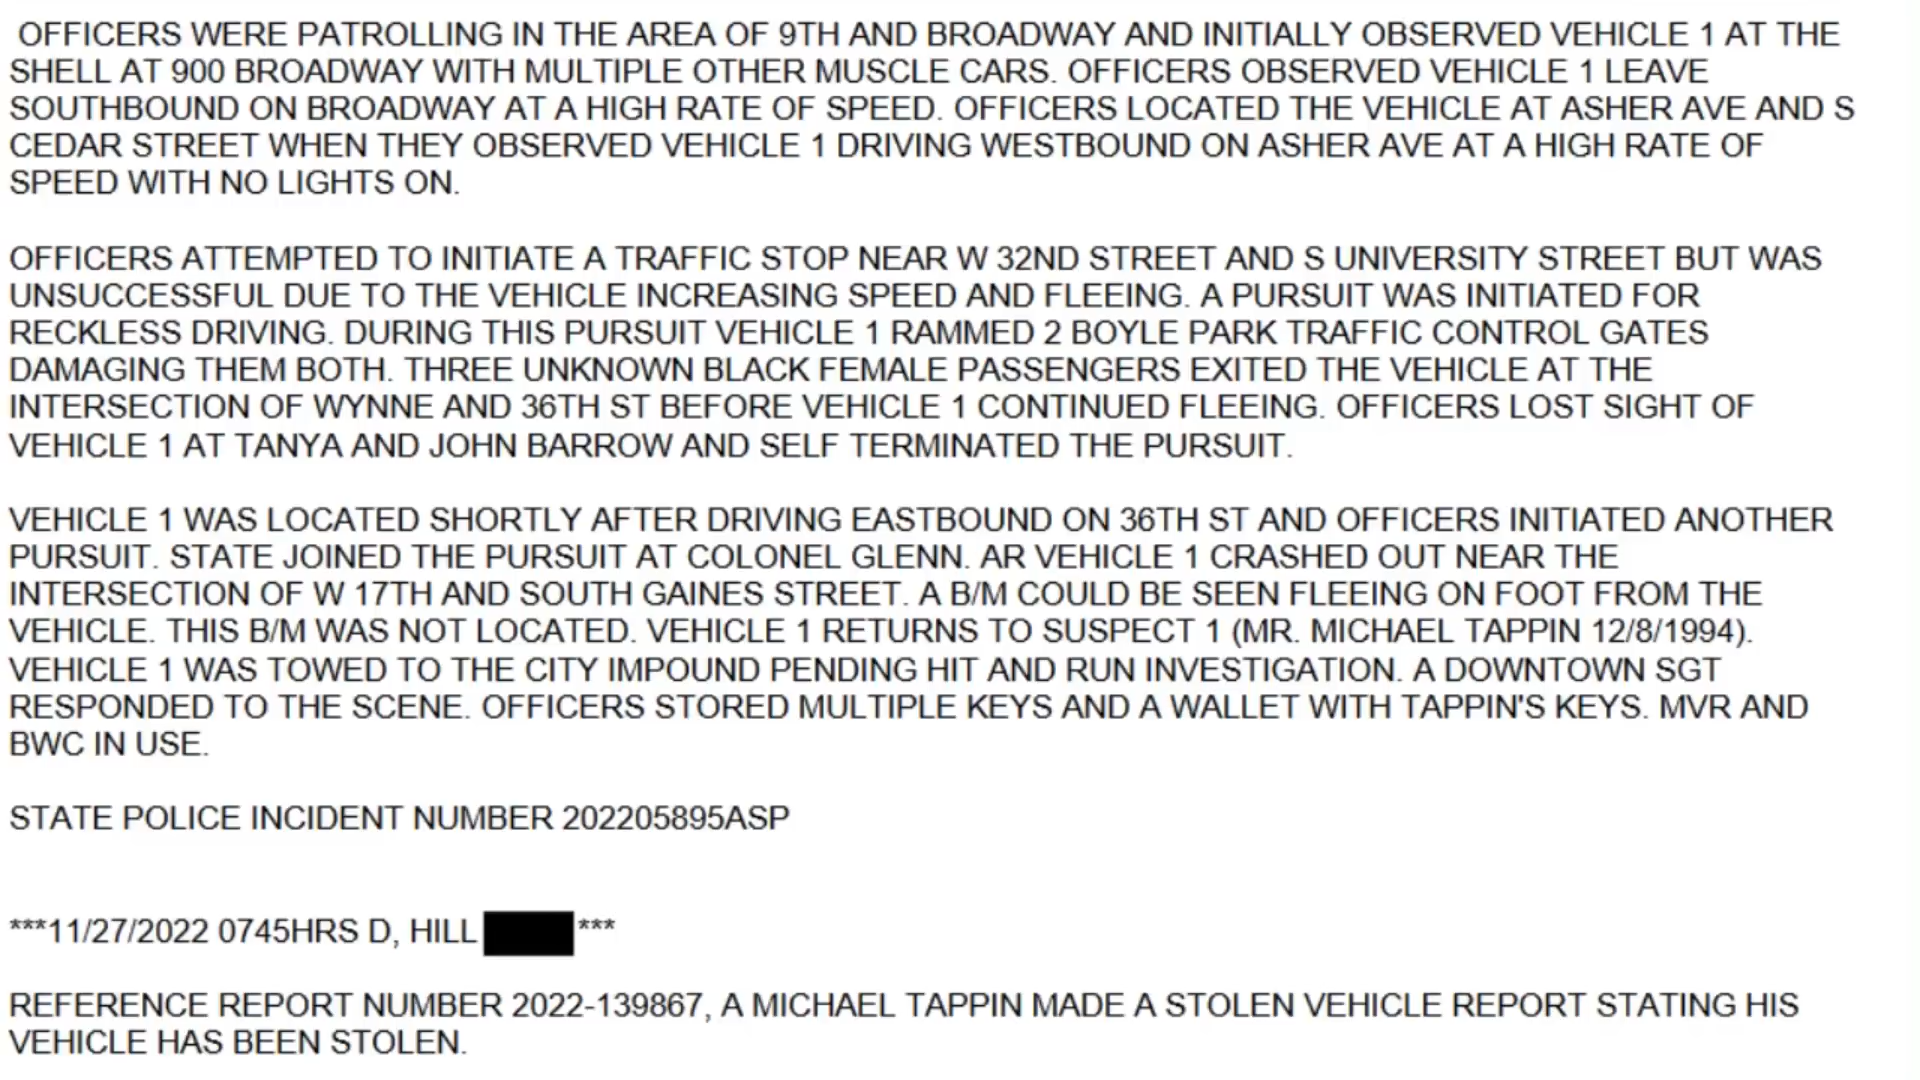 OFFICERS WERE PATROLLING IN THE AREA OF 9TH AND BROADWAY AND INITIALLY OBSERVED VEHICLE 1 AT THE
SHELL AT 900 BROADWAY WITH MULTIPLE OTHER MUSCLE CARS. OFFICERS OBSERVED VEHICLE 1 LEAVE
SOUTHBOUND ON BROADWAY AT A HIGH RATE OF SPEED. OFFICERS LOCATED THE VEHICLE AT ASHER AVE AND S
CEDAR STREET WHEN THEY OBSERVED VEHICLE 1 DRIVING WESTBOUND ON ASHER AVE AT A HIGH RATE OF
SPEED WITH NO LIGHTS ON.
OFFICERS ATTEMPTED TO INITIATE A TRAFFIC STOP NEAR W 32ND STREET AND S UNIVERSITY STREET BUT WAS
UNSUCCESSFUL DUE TO THE VEHICLE INCREASING SPEED AND FLEEING. A PURSUIT WAS INITIATED FOR
RECKLESS DRIVING. DURING THIS PURSUIT VEHICLE 1 RAMMED 2 BOYLE PARK TRAFFIC CONTROL GATES
DAMAGING THEM BOTH. THREE UNKNOWN BLACK FEMALE PASSENGERS EXITED THE VEHICLE AT THE
INTERSECTION OF WYNNE AND 36TH ST BEFORE VEHICLE 1 CONTINUED FLEEING. OFFICERS LOST SIGHT OF
VEHICLE 1 AT TANYA AND JOHN BARROW AND SELF TERMINATED THE PURSUIT.
VEHICLE 1 WAS LOCATED SHORTLY AFTER DRIVING EASTBOUND ON 36TH ST AND OFFICERS INITIATED ANOTHER
PURSUIT. STATE JOINED THE PURSUIT AT COLONEL GLENN. AR VEHICLE 1 CRASHED OUT NEAR THE
INTERSECTION OF W 17TH AND SOUTH GAINES STREET. A B/M COULD BE SEEN FLEEING ON FOOT FROM THE
VEHICLE. THIS B/M WAS NOT LOCATED. VEHICLE 1 RETURNS TO SUSPECT 1 (MR. MICHAEL TAPPIN 12/8/1994).
VEHICLE 1 WAS TOWED TO THE CITY IMPOUND PENDING HIT AND RUN INVESTIGATION. A DOWNTOWN SGT
RESPONDED TO THE SCENE. OFFICERS STORED MULTIPLE KEYS AND A WALLET WITH TAPPIN'S KEYS. MVR AND
BWC IN USE.
STATE POLICE INCIDENT NUMBER 202205895ASP
***11/27/2022 0745HRS D, HILL ***
REFERENCE REPORT NUMBER 2022-139867, A MICHAEL TAPPIN MADE A STOLEN VEHICLE REPORT STATING HIS
VEHICLE HAS BEEN STOLEN.